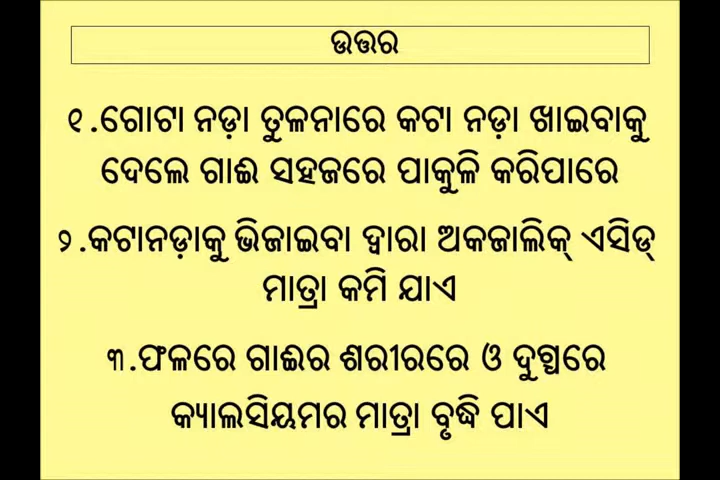 ଉତ୍ତର
୧.ଗୋଟା ନଡ଼ା ତୁଳନାରେ କଟା ନଡ଼ା ଖାଇବାକୁ
ଦେଲେ ଗାଈ ସହଜରେ ପାକୁଳି କରିପାରେ
୨.କଟାନଡ଼ାକୁ ଭିଜାଇବା ଦ୍ୱାରା ଅକଜାଲିକ୍ ଏସିଡ୍
ମାତ୍ରା କମି ଯାଏ
୩.ଫଳରେ ଗାଈର ଶରୀରରେ ଓ ଦୁଗ୍ଧରେ
କ୍ୟାଲସିୟମର ମାତ୍ରା ବୃଦ୍ଧି ପାଏ